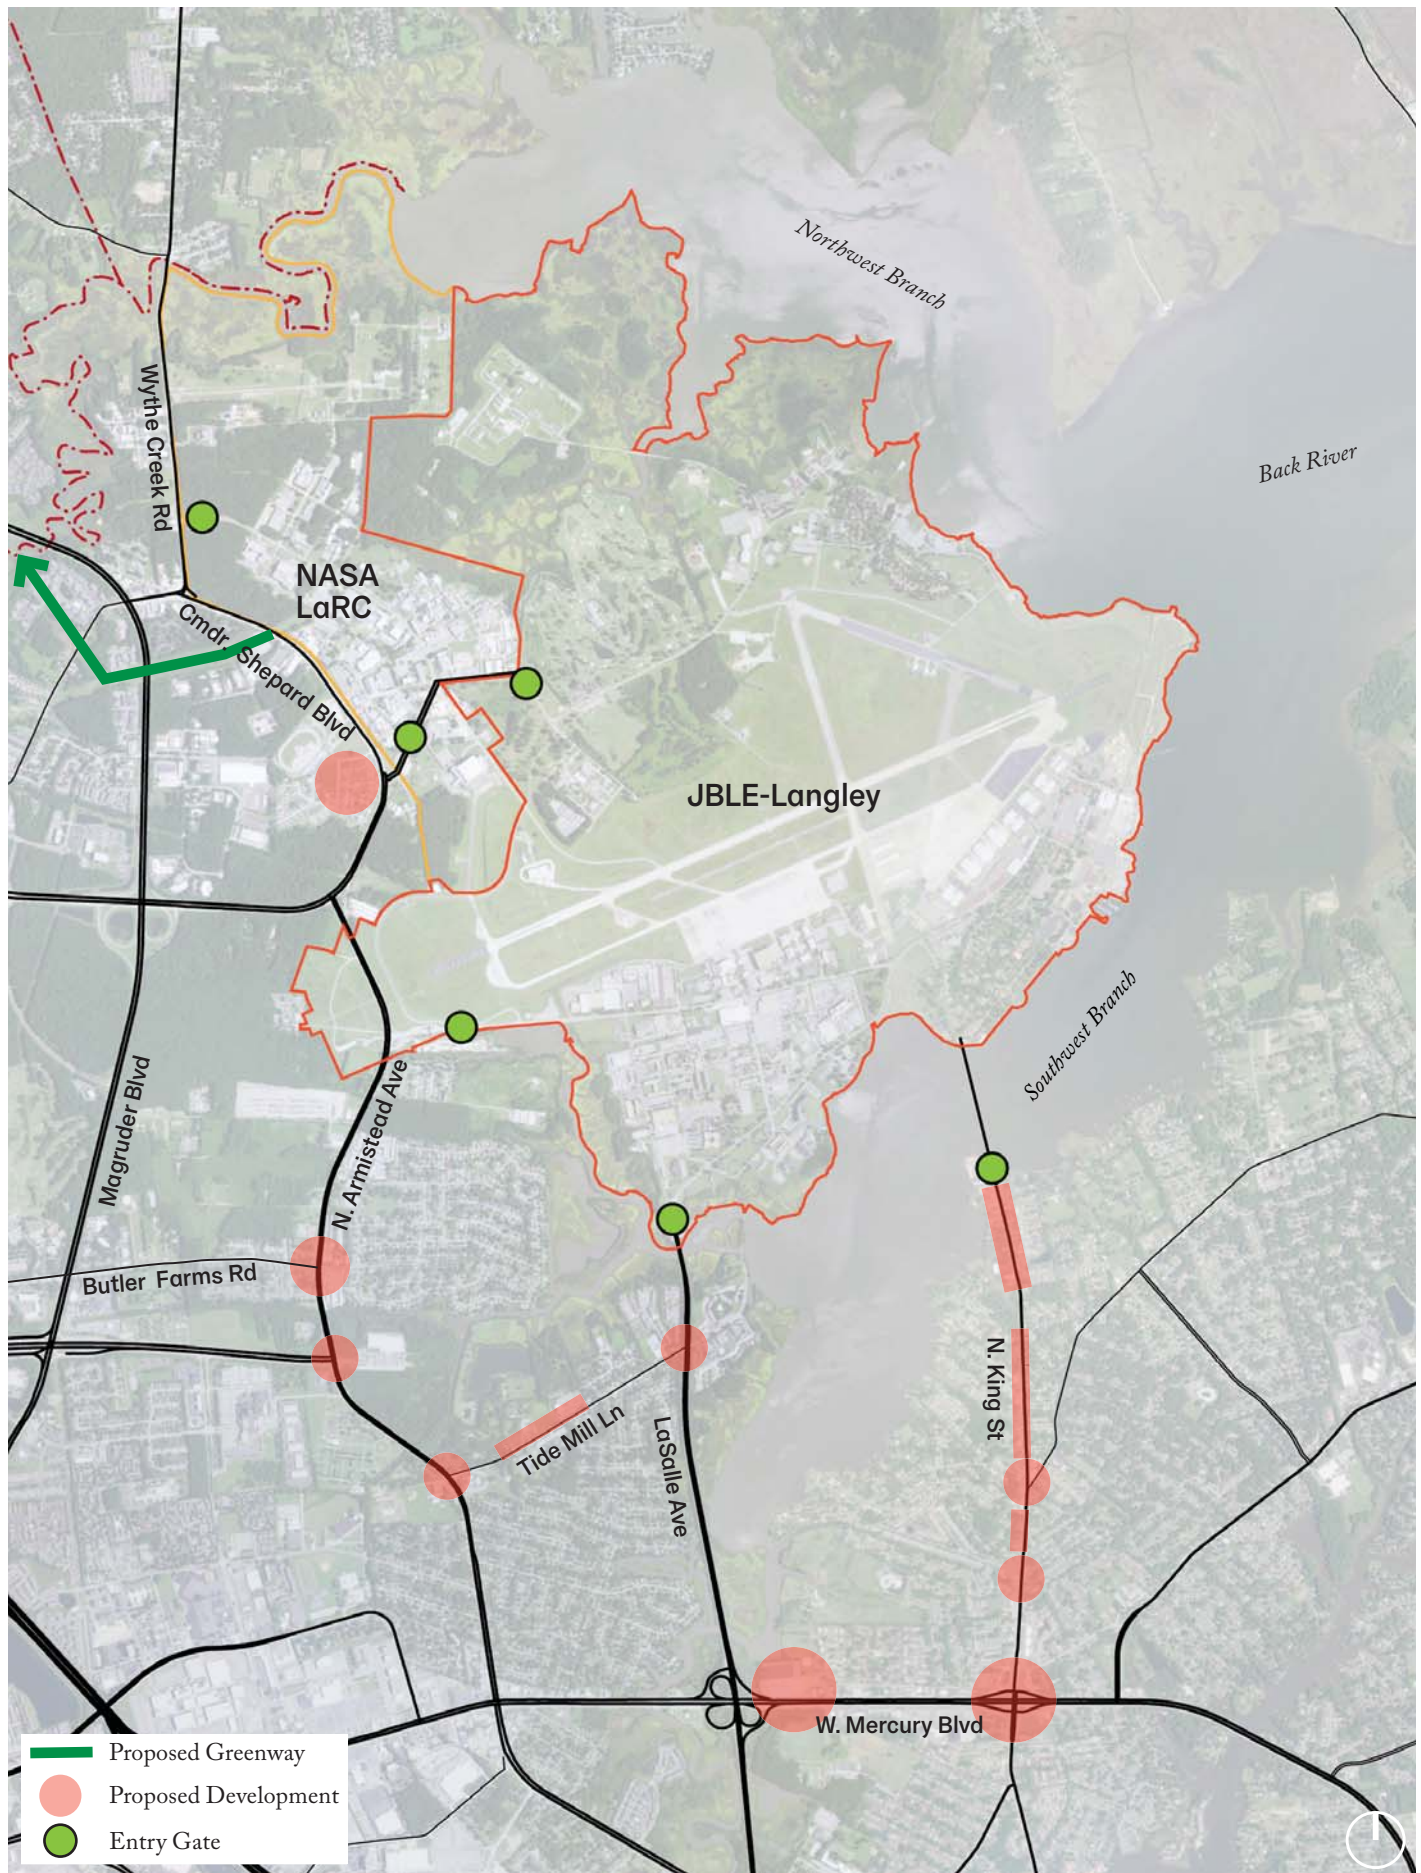 Northwest Branch
Back River
Wythe Creek Rd
NASA
LaRC
Cmdr. Shepard Blvd
JBLE-Langley
Southwest Branch
Magruder Blvd
N. Armistead Ave
Butler Farms Rd
N. King St
Tide Mill Ln
LaSalle Ave
W. Mercury Blvd
Proposed Greenway
Proposed Development
Entry Gate